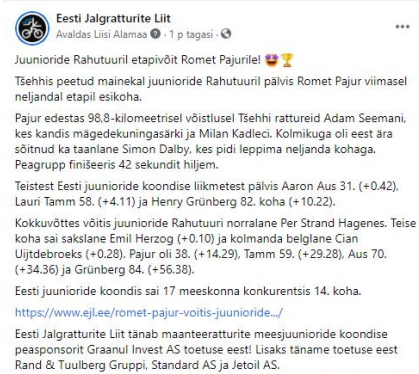 Eesti Jalgratturite Liit
Avaldas Liisi Alamaa · 1 p tagasi ·
Juunioride Rahutuuril etapivõit Romet Pajurile!
Tšehhis peetud mainekal juunioride Rahutuuril pälvis Romet Pajur viimasel
neljandal etapil esikoha.
Pajur edestas 98,8-kilomeetrisel võistlusel Tšehhi rattureid Adam Seemani,
kes kandis mägedekuningasärki ja Milan Kadleci. Kolmikuga oli eest ära
sõitnud ka taanlane Simon Dalby, kes pidi leppima neljanda kohaga.
Peagrupp finišeeris 42 sekundit hiljem.
Teistest Eesti juunioride koondise liikmetest pälvis Aaron Aus 31. (+0.42),
Lauri Tamm 58. (+4.11) ja Henry Grünberg 82. koha (+10.22).
Kokkuvõttes võitis juunioride Rahutuuri norralane Per Strand Hagenes. Teise
koha sai sakslane Emil Herzog (+0.10) ja kolmanda belglane Cian
Uijtdebroeks (+0.28). Pajur oli 38. (+14.29), Tamm 59. (+29.28), Aus 70.
(+34.36) ja Grünberg 84. (+56.38).
Eesti juunioride koondis sai 17 meeskonna konkurentsis 14. koha.
https://www.ejl.ee/romet-pajur-voitis-juunioride.../
Eesti Jalgratturite Liit tänab maanteeratturite meesjuunioride koondise
peasponsorit Graanul Invest AS toetuse eest! Lisaks täname toetuse eest
Rand & Tuulberg Gruppi, Standard AS ja Jetoil AS.